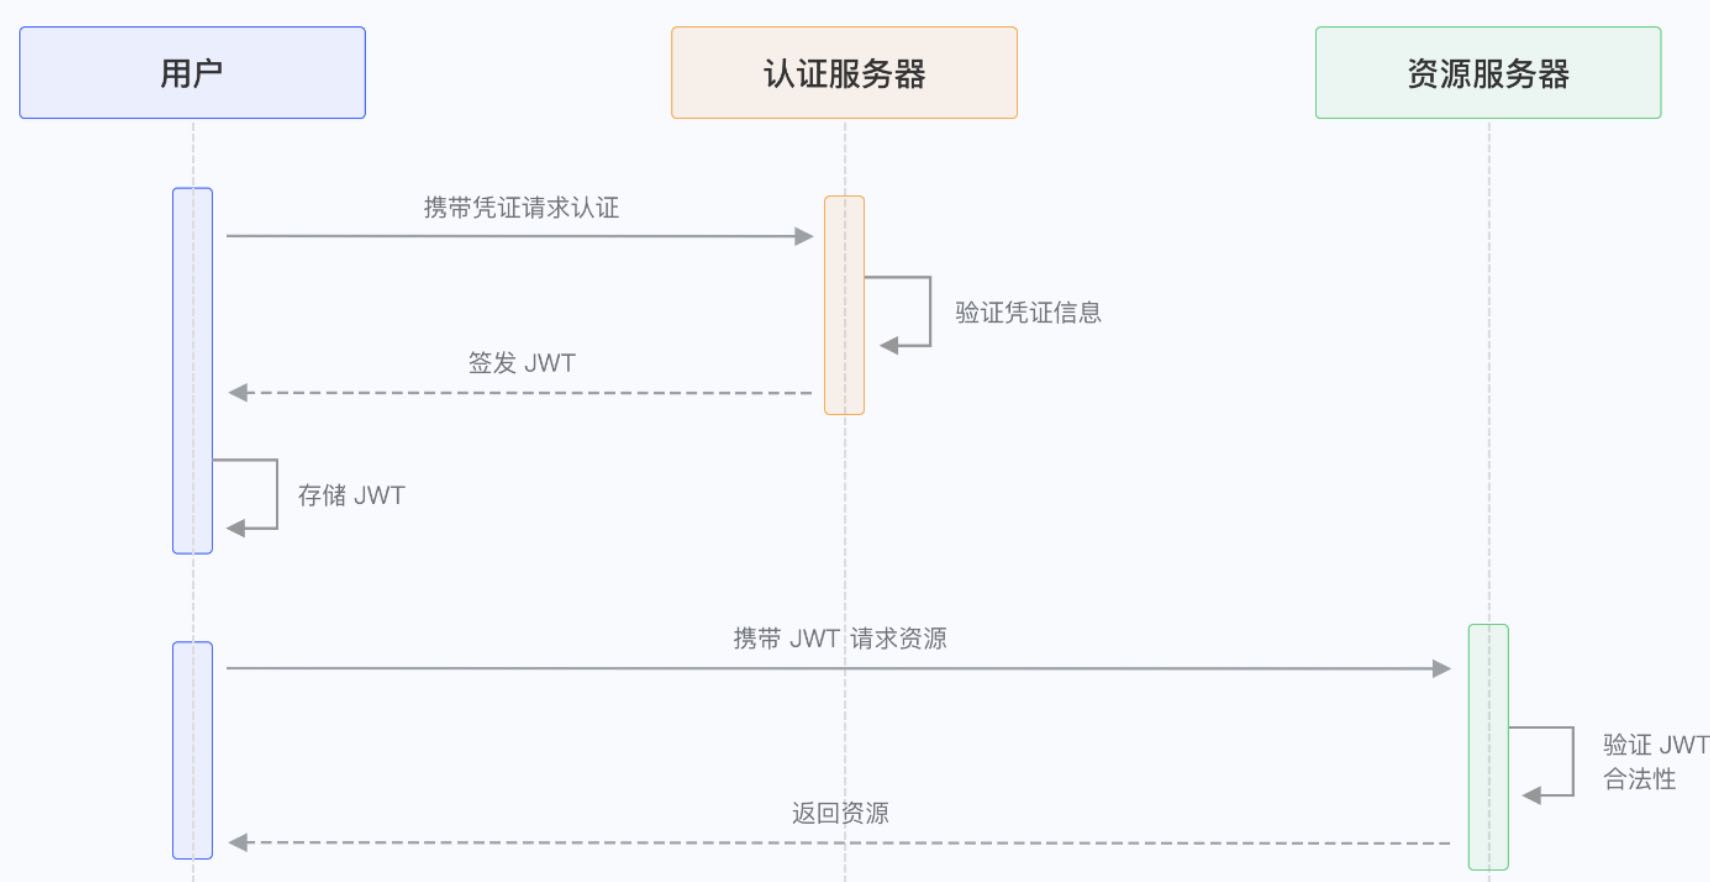 用户
认证服务器
资源服务器
携带凭证请求认证
验证凭证信息
签发 JWT
存储 JWT
携带 JWT 请求资源
验证 JWT
合法性
返回资源